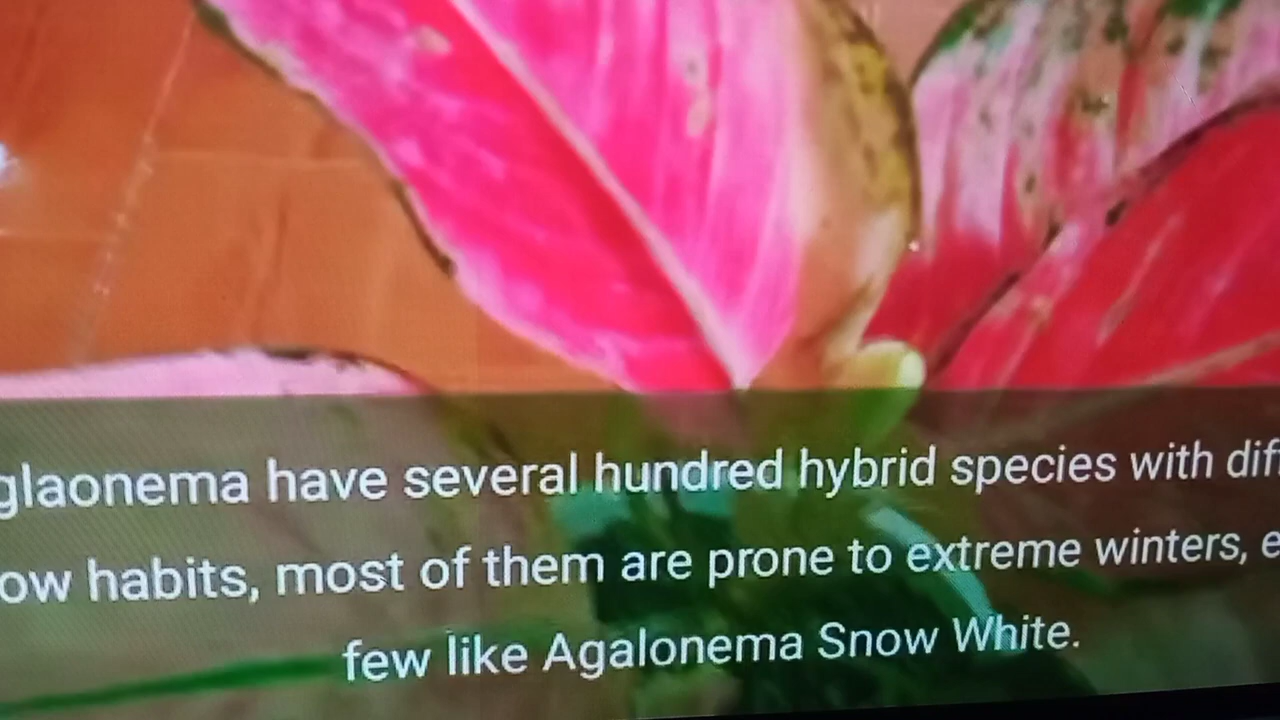 glaonema have several hundred hybrid species with diff
ow habits, most of them are prone to extreme winters, e
few like Agalonema Snow White.